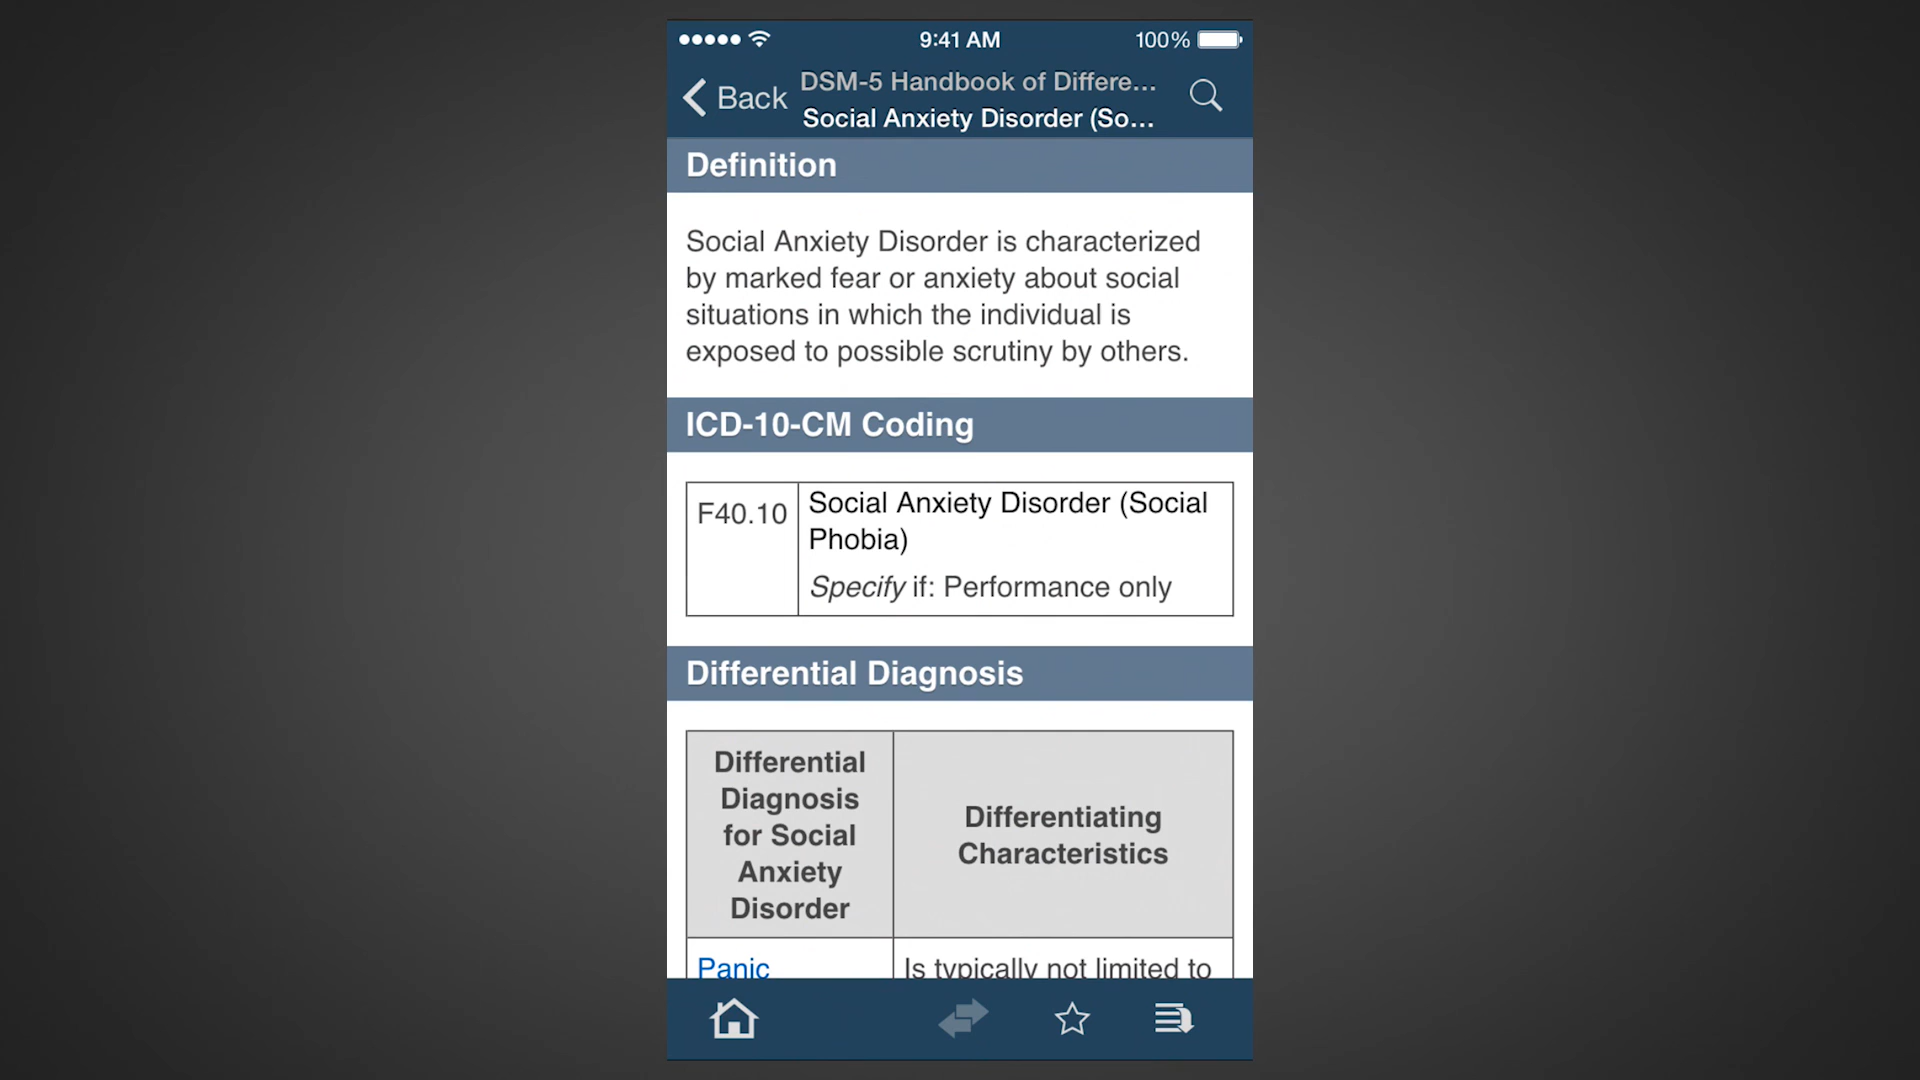 9:41 AM
100%
Back
DSM-5 Handbook of Differe...
Social Anxiety Disorder (So...
Definition
Social Anxiety Disorder is characterized
by marked fear or anxiety about social
situations in which the individual is
exposed to possible scrutiny by others.
ICD-10-CM Coding
F40.10
Social Anxiety Disorder (Social
Phobia)
Specify if: Performance only
Differential Diagnosis
Differential
Diagnosis
for Social
Anxiety
Disorder
Differentiating
Characteristics
Panic
Is typically not limited to